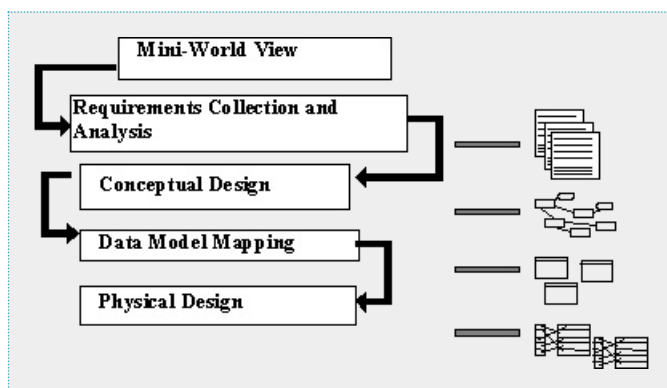 Mini-World View
Requirements Collection and
Analysis
Conceptual Design
Data Model Mapping
Physical Design